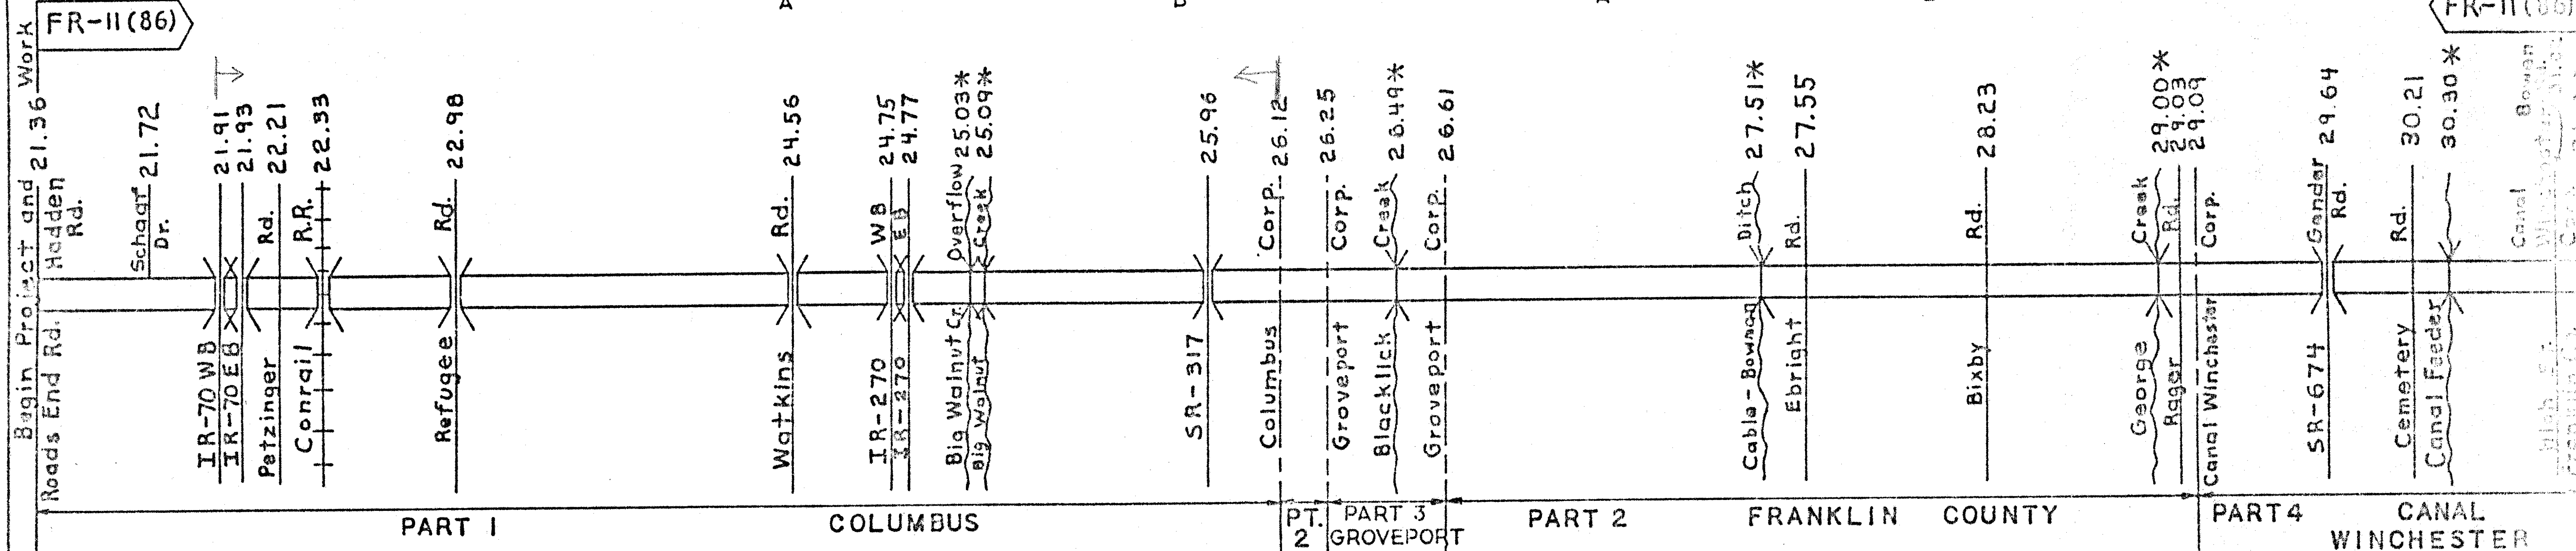 FR-11(86)
FR-11(86)
Begin Project and Work
Roads End Rd. Hadden Rd. 21.36
Schaaf Dr. 21.72
IR-70 WB 21.91
IR-70 EB 21.93
Petzinger Rd. 22.21
Conrail R.R. 22.33
Refugee Rd. 22.98
Watkins Rd. 24.56
IR-270 WB 24.75
IR-270 EB 24.77
Big Walnut Cr. Overflow 25.03*
Big Walnut Creek 25.09*
SR-317 25.96
Columbus Corp. 26.12
Groveport Corp. 26.25
Blacklick Creek 26.49*
Groveport Corp. 26.61
Cable-Bowman Ditch 27.51*
Ebright Rd. 27.55
Bixby Rd. 28.23
George Creek 29.00*
Rager Rd. 29.03
Canal Winchester Corp. 29.09
SR-674 Gender Rd. 29.64
Cemetery Rd. 30.21
Canal Feeder 30.30*
Canal
Bowen
Winchester
PART 1 COLUMBUS
PT. 2
PART 3 GROVEPORT
PART 2 FRANKLIN COUNTY
PART 4 CANAL WINCHESTER